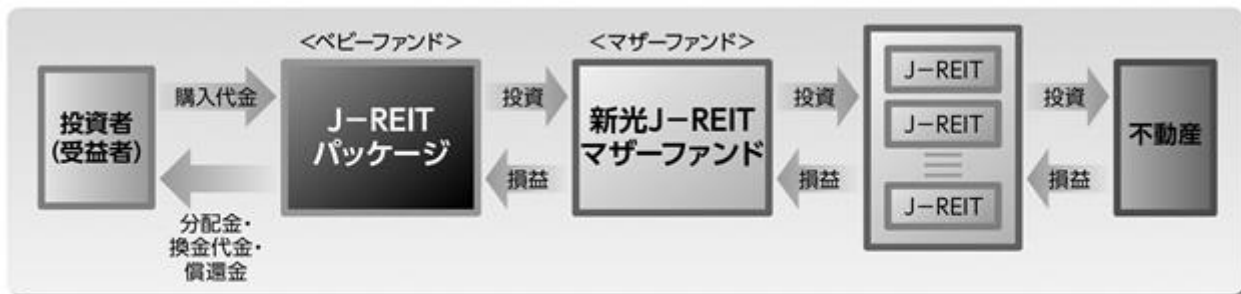 <ベビーファンド>
<マザーファンド>
投資者
(受益者)
購入代金
分配金・
換金代金・
償還金
J−REIT
パッケージ
投資
損益
新光J−REIT
マザーファンド
投資
損益
J−REIT
J−REIT
J−REIT
投資
損益
不動産